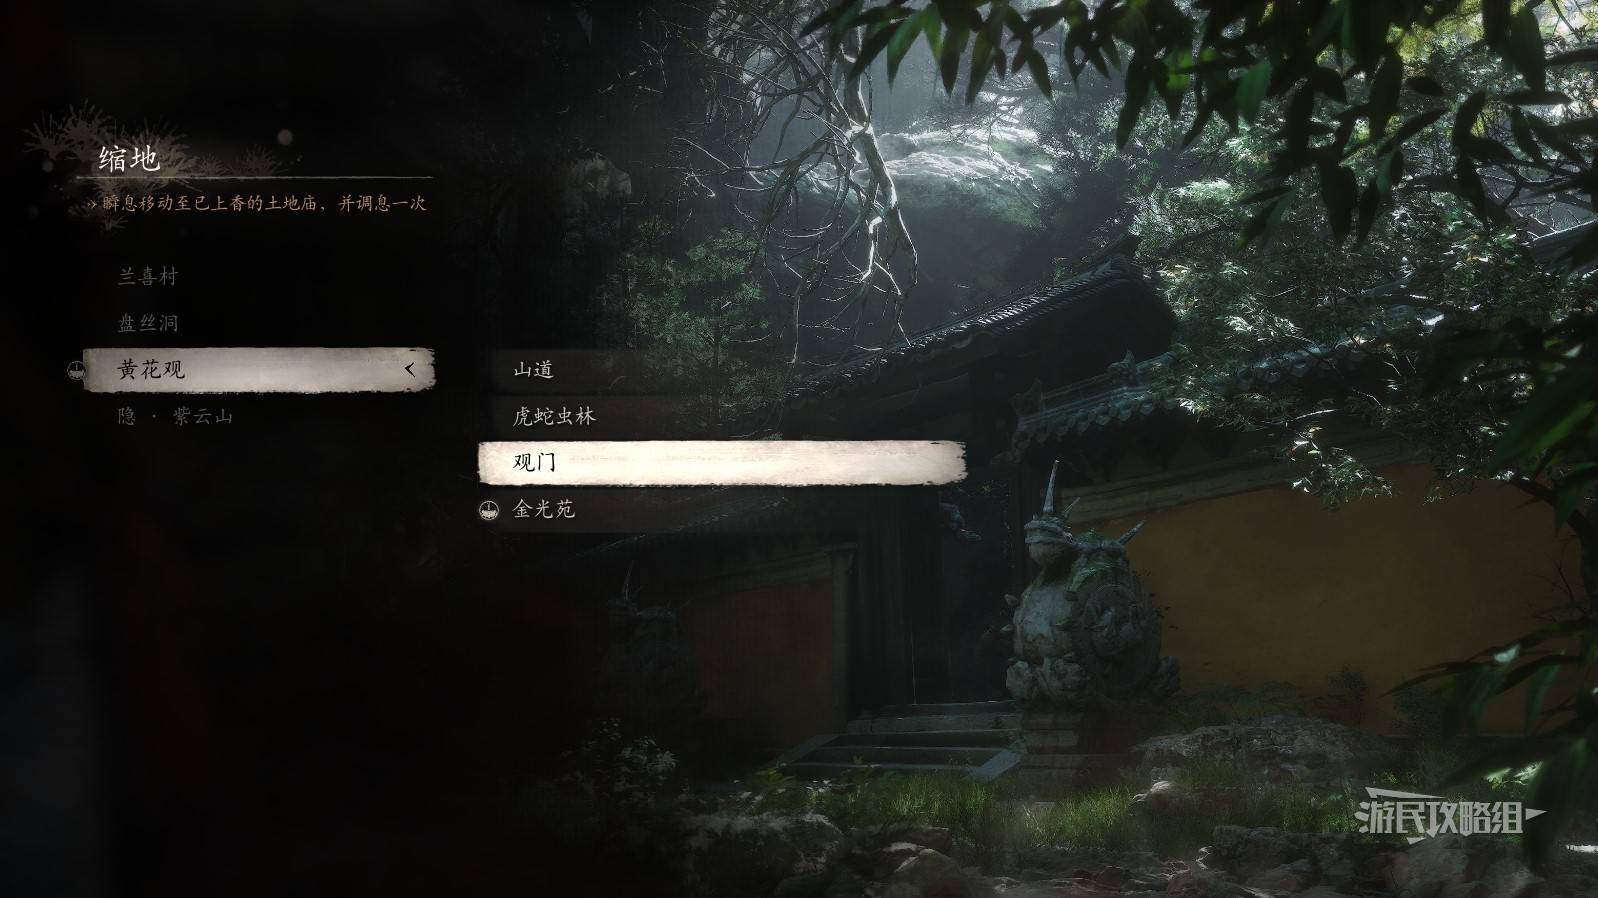 缩地
瞬息移动至已上香的土地庙，并调息一次
兰喜村
盘丝洞
黄花观
隐 · 紫云山
山道
虎蛇虫林
观门
金光苑
游民攻略组